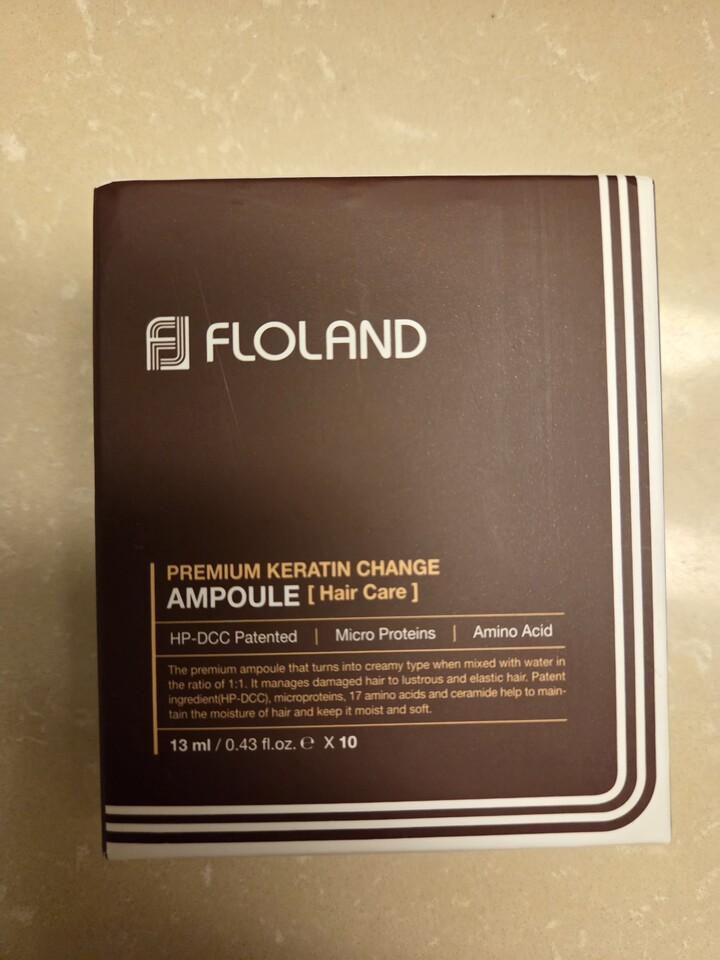 FLOLAND
PREMIUM KERATIN CHANGE
AMPOULE [ Hair Care ]
HP-DCC Patented | Micro Proteins | Amino Acid
The premium ampoule that turns into creamy type when mixed with water in
the ratio of 1:1. It manages damaged hair to lustrous and elastic hair. Patent
ingredient(HP-DCC), microproteins, 17 amino acids and ceramide help to main-
tain the moisture of hair and keep it moist and soft.
13 ml / 0.43 fl.oz. ℮ X 10